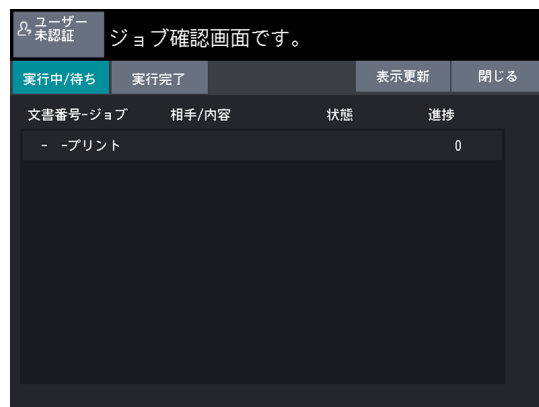 ユーザー
未認証
ジョブ確認画面です。
実行中/待ち 実行完了 表示更新 閉じる
文書番号-ジョブ 相手/内容 状態 進捗
- -プリント 0